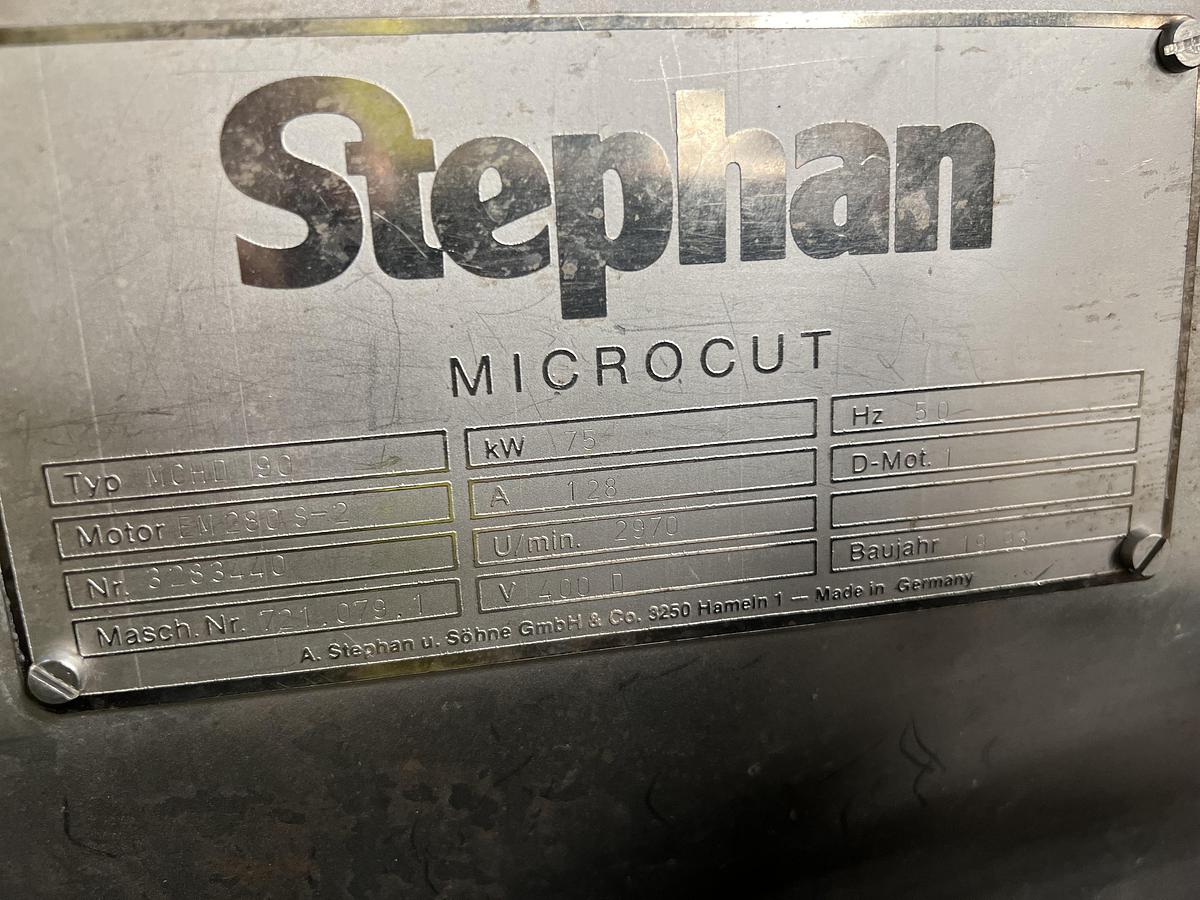 Stephan
MICROCUT
Typ MCHD 90 kW 75 Hz 50
Motor EM 280 S-2 A 128 D-Mot.
Nr. 3283440 U/min. 2970
Masch. Nr. 721.079.1 V 400 D Baujahr 1993
A. Stephan u. Söhne GmbH & Co. 3250 Hameln 1 — Made in Germany